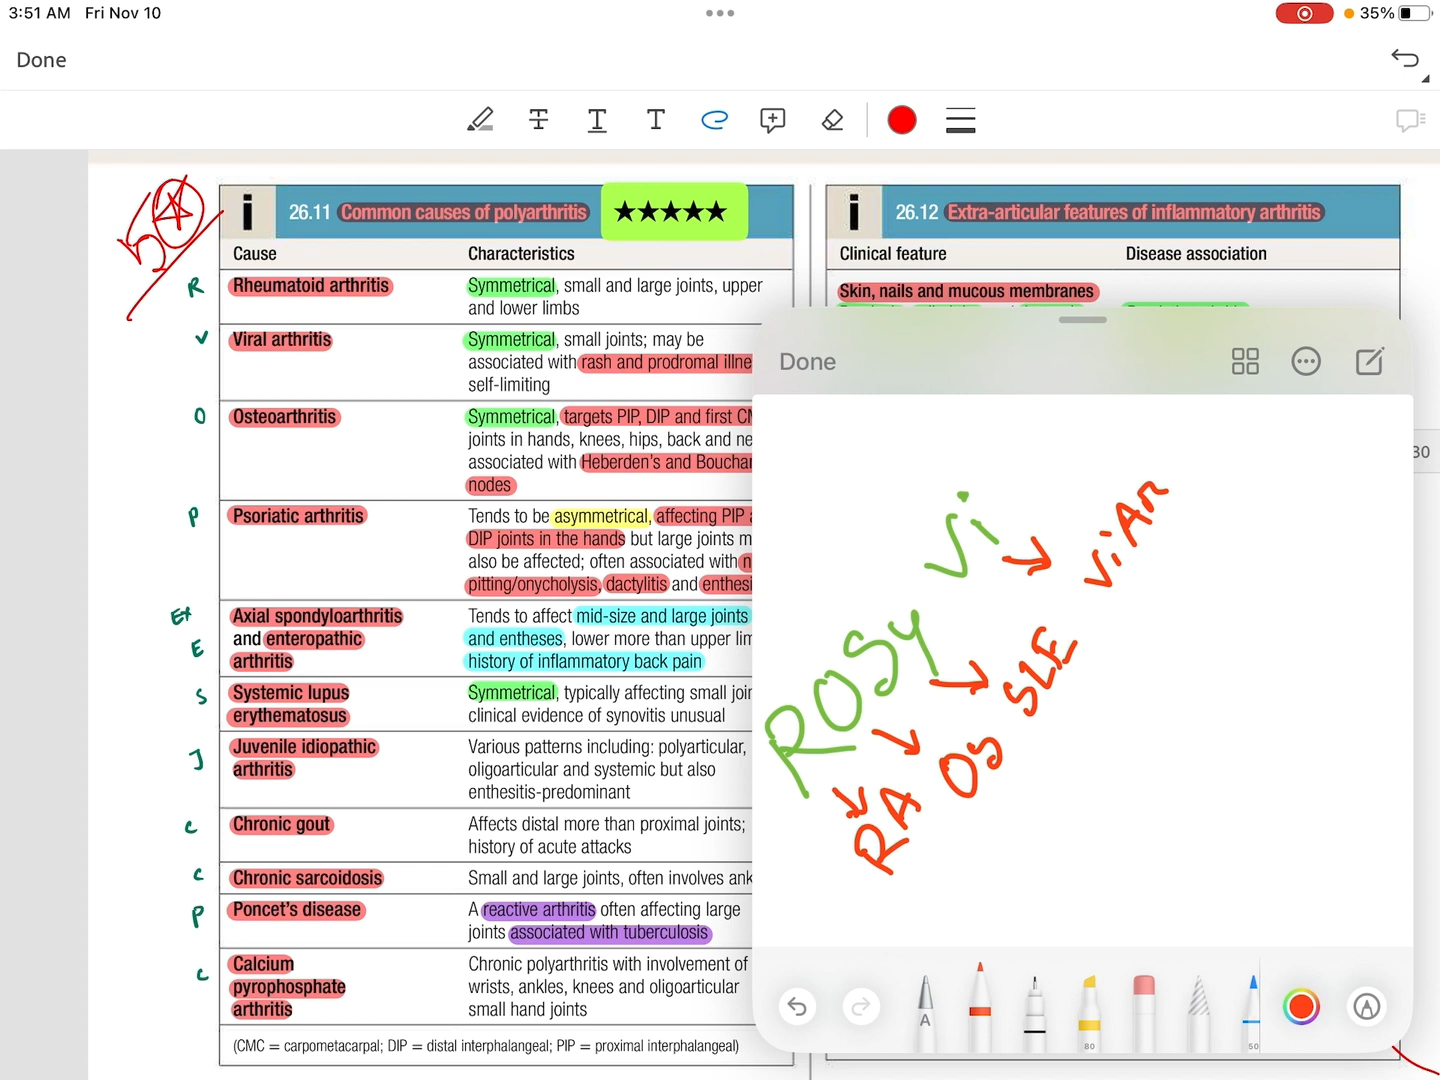 3:51 AM Fri Nov 10
35%
Done
T T T
26.11 Common causes of polyarthritis ★★★★★
Cause Characteristics
R Rheumatoid arthritis Symmetrical, small and large joints, upper
and lower limbs
V Viral arthritis Symmetrical, small joints; may be
associated with rash and prodromal illne
self-limiting
O Osteoarthritis Symmetrical, targets PIP, DIP and first CM
joints in hands, knees, hips, back and ne
associated with Heberden's and Bouchar
nodes
P Psoriatic arthritis Tends to be asymmetrical, affecting PIP a
DIP joints in the hands but large joints m
also be affected; often associated with n
pitting/onycholysis, dactylitis and enthesi
Axial spondyloarthritis Tends to affect mid-size and large joints
E and enteropathic and entheses, lower more than upper lim
arthritis history of inflammatory back pain
S Systemic lupus Symmetrical, typically affecting small join
erythematosus clinical evidence of synovitis unusual
J Juvenile idiopathic Various patterns including: polyarticular,
arthritis oligoarticular and systemic but also
enthesitis-predominant
C Chronic gout Affects distal more than proximal joints;
history of acute attacks
C Chronic sarcoidosis Small and large joints, often involves ank
P Poncet's disease A reactive arthritis often affecting large
joints associated with tuberculosis
C Calcium Chronic polyarthritis with involvement of
pyrophosphate wrists, ankles, knees and oligoarticular
arthritis small hand joints
(CMC = carpometacarpal; DIP = distal interphalangeal; PIP = proximal interphalangeal)
26.12 Extra-articular features of inflammatory arthritis
Clinical feature Disease association
Skin, nails and mucous membranes
30
Done
Vi
ViAr
ROSy
SLE
OS
RA
A
80
50